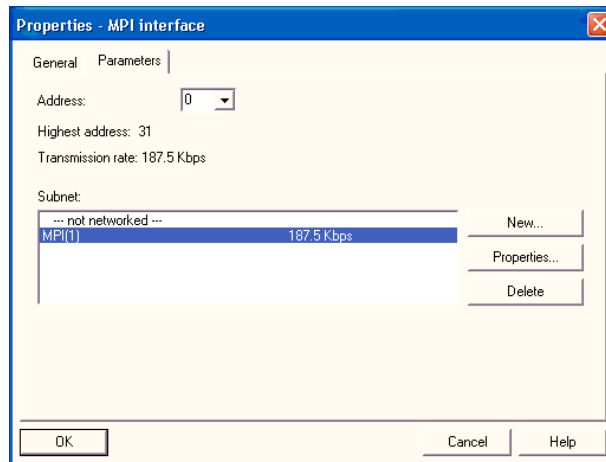 Properties - MPI interface
General Parameters
Address: 0
Highest address: 31
Transmission rate: 187.5 Kbps
Subnet:
--- not networked ---
MPI(1) 187.5 Kbps
New...
Properties...
Delete
OK Cancel Help